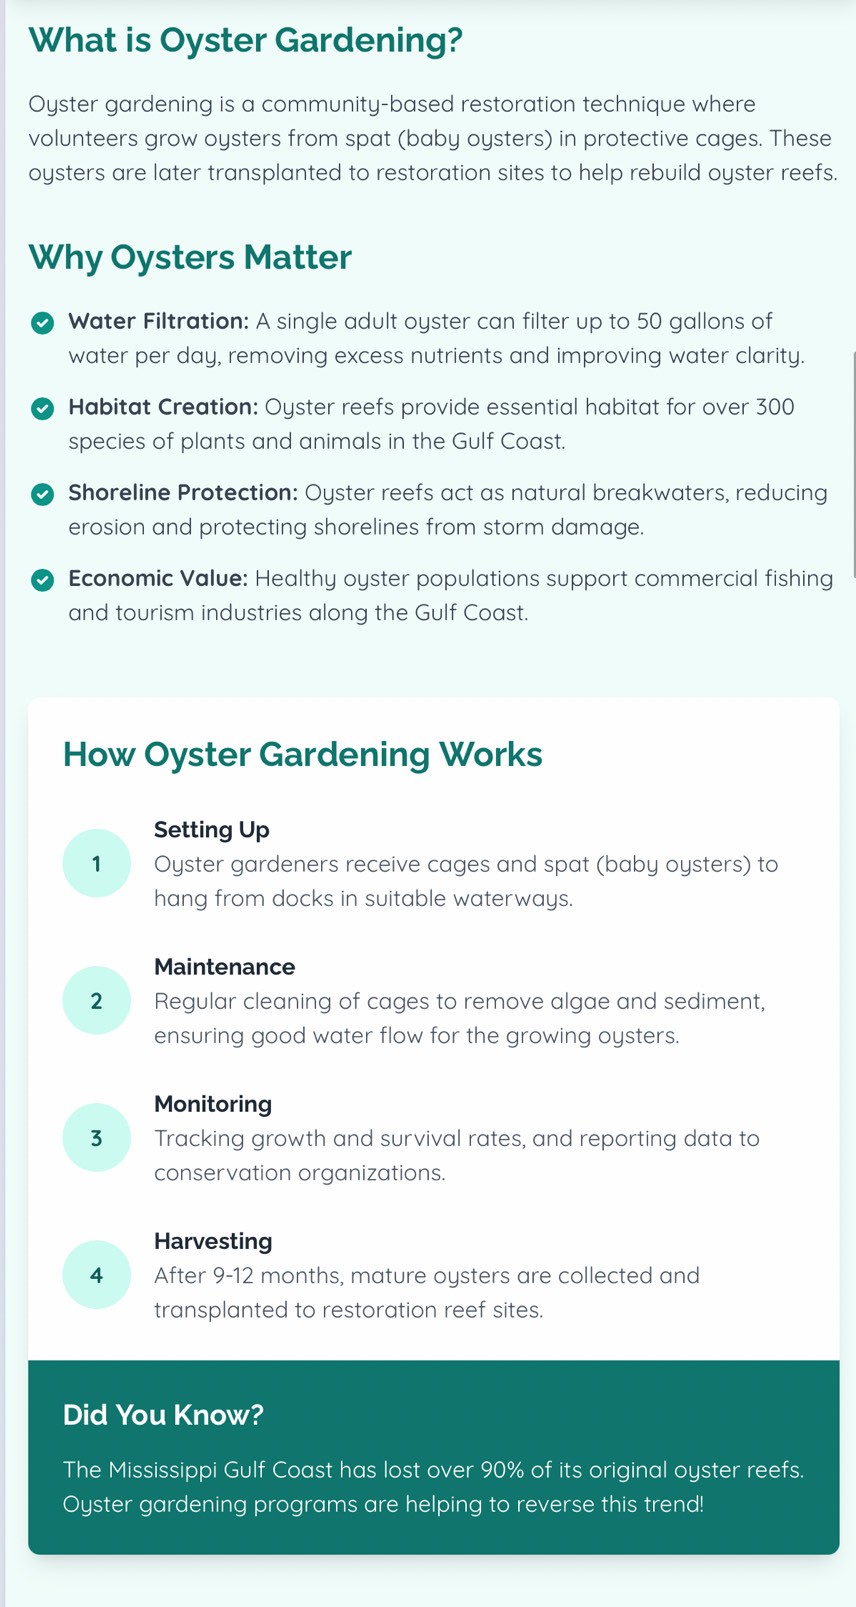 What is Oyster Gardening?
Oyster gardening is a community-based restoration technique where
volunteers grow oysters from spat (baby oysters) in protective cages. These
oysters are later transplanted to restoration sites to help rebuild oyster reefs.
Why Oysters Matter
Water Filtration: A single adult oyster can filter up to 50 gallons of
water per day, removing excess nutrients and improving water clarity.
Habitat Creation: Oyster reefs provide essential habitat for over 300
species of plants and animals in the Gulf Coast.
Shoreline Protection: Oyster reefs act as natural breakwaters, reducing
erosion and protecting shorelines from storm damage.
Economic Value: Healthy oyster populations support commercial fishing
and tourism industries along the Gulf Coast.
How Oyster Gardening Works
1
Setting Up
Oyster gardeners receive cages and spat (baby oysters) to
hang from docks in suitable waterways.
2
Maintenance
Regular cleaning of cages to remove algae and sediment,
ensuring good water flow for the growing oysters.
3
Monitoring
Tracking growth and survival rates, and reporting data to
conservation organizations.
4
Harvesting
After 9-12 months, mature oysters are collected and
transplanted to restoration reef sites.
Did You Know?
The Mississippi Gulf Coast has lost over 90% of its original oyster reefs.
Oyster gardening programs are helping to reverse this trend!